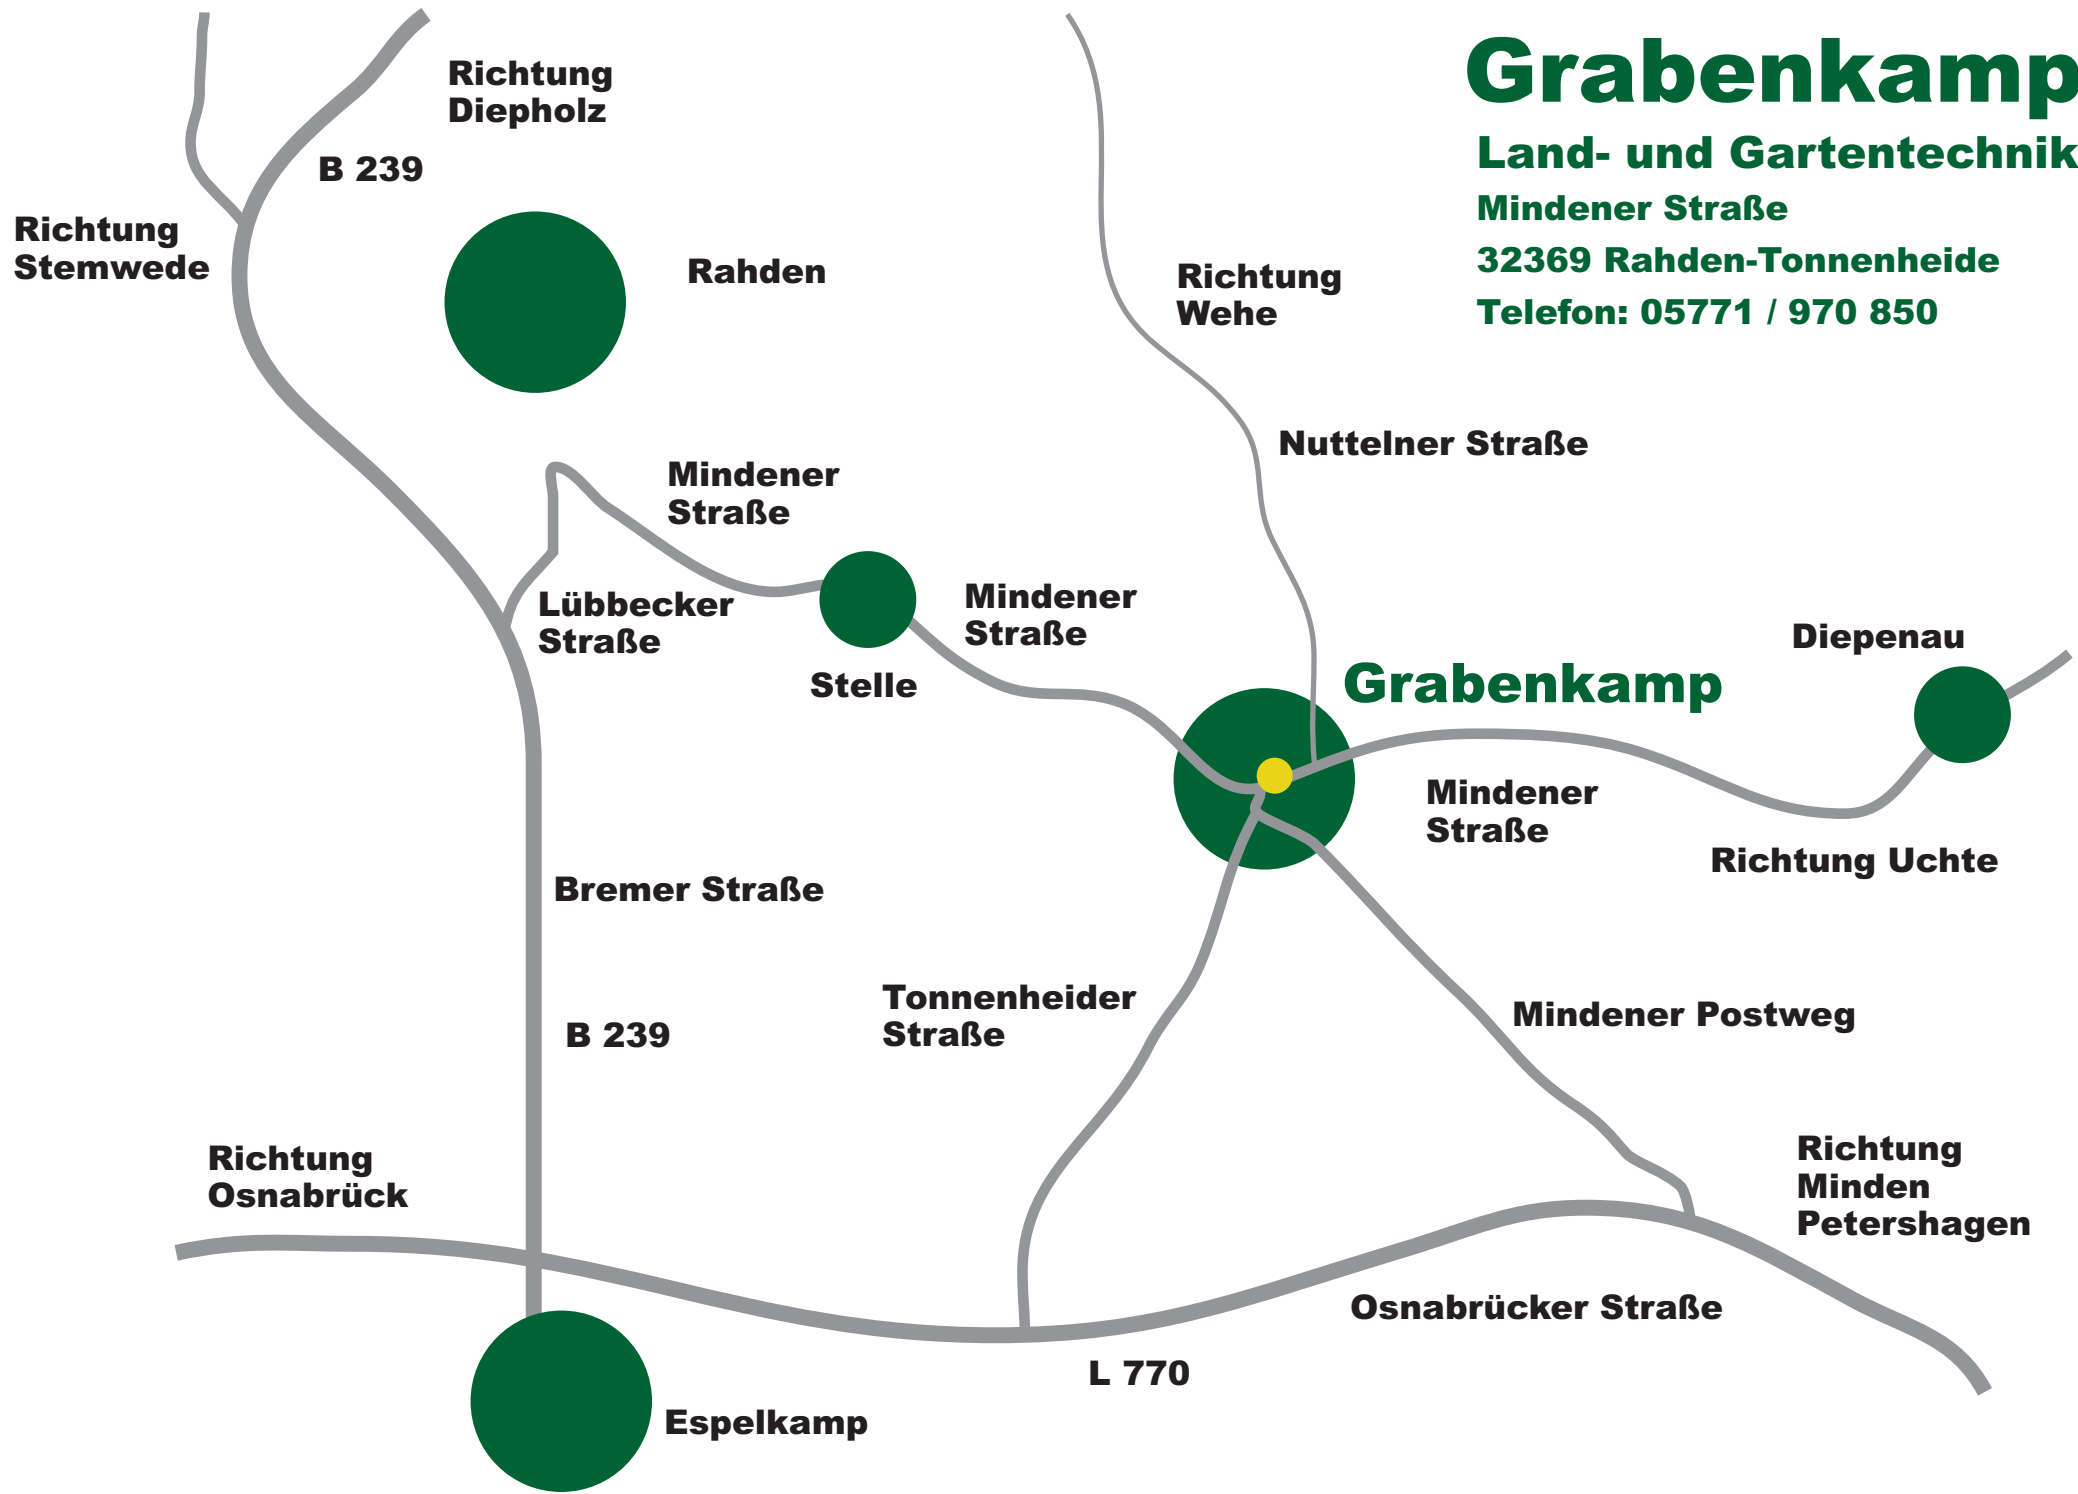 Grabenkamp
Land- und Gartentechnik
Mindener Straße
32369 Rahden-Tonnenheide
Telefon: 05771 / 970 850
Richtung
Diepholz
B 239
Richtung
Stemwede
Rahden
Richtung
Wehe
Nuttelner Straße
Mindener
Straße
Lübbecker
Straße
Mindener
Straße
Stelle
Diepenau
Grabenkamp
Mindener
Straße
Richtung Uchte
Bremer Straße
Tonnenheider
Straße
Mindener Postweg
B 239
Richtung
Osnabrück
Richtung
Minden
Petershagen
Osnabrücker Straße
L 770
Espelkamp